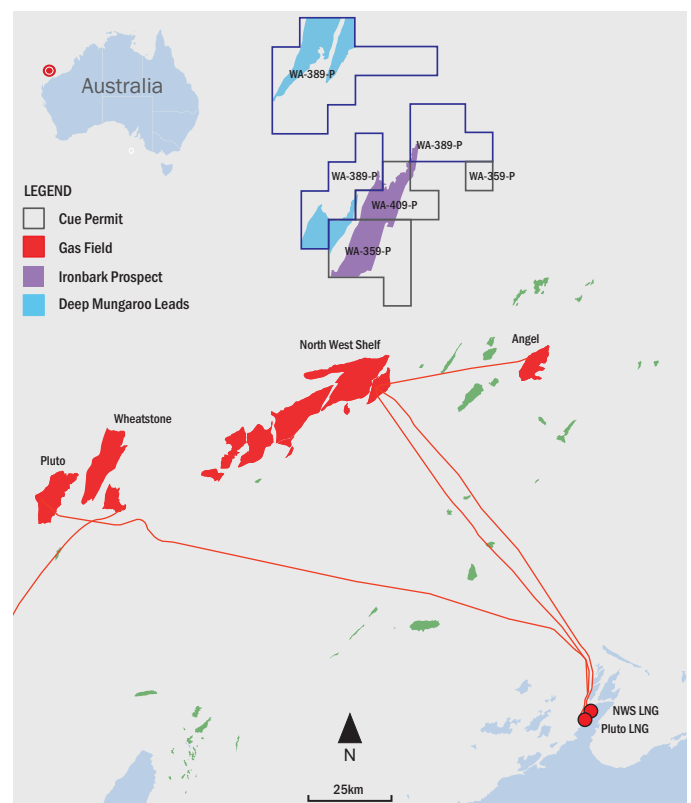 WA-389-P
Australia
WA-389-P
WA-389-P
WA-359-P
WA-409-P
WA-359-P
LEGEND
Cue Permit
Gas Field
Ironbark Prospect
Deep Mungaroo Leads
North West Shelf
Angel
Wheatstone
Pluto
NWS LNG
Pluto LNG
N
25km